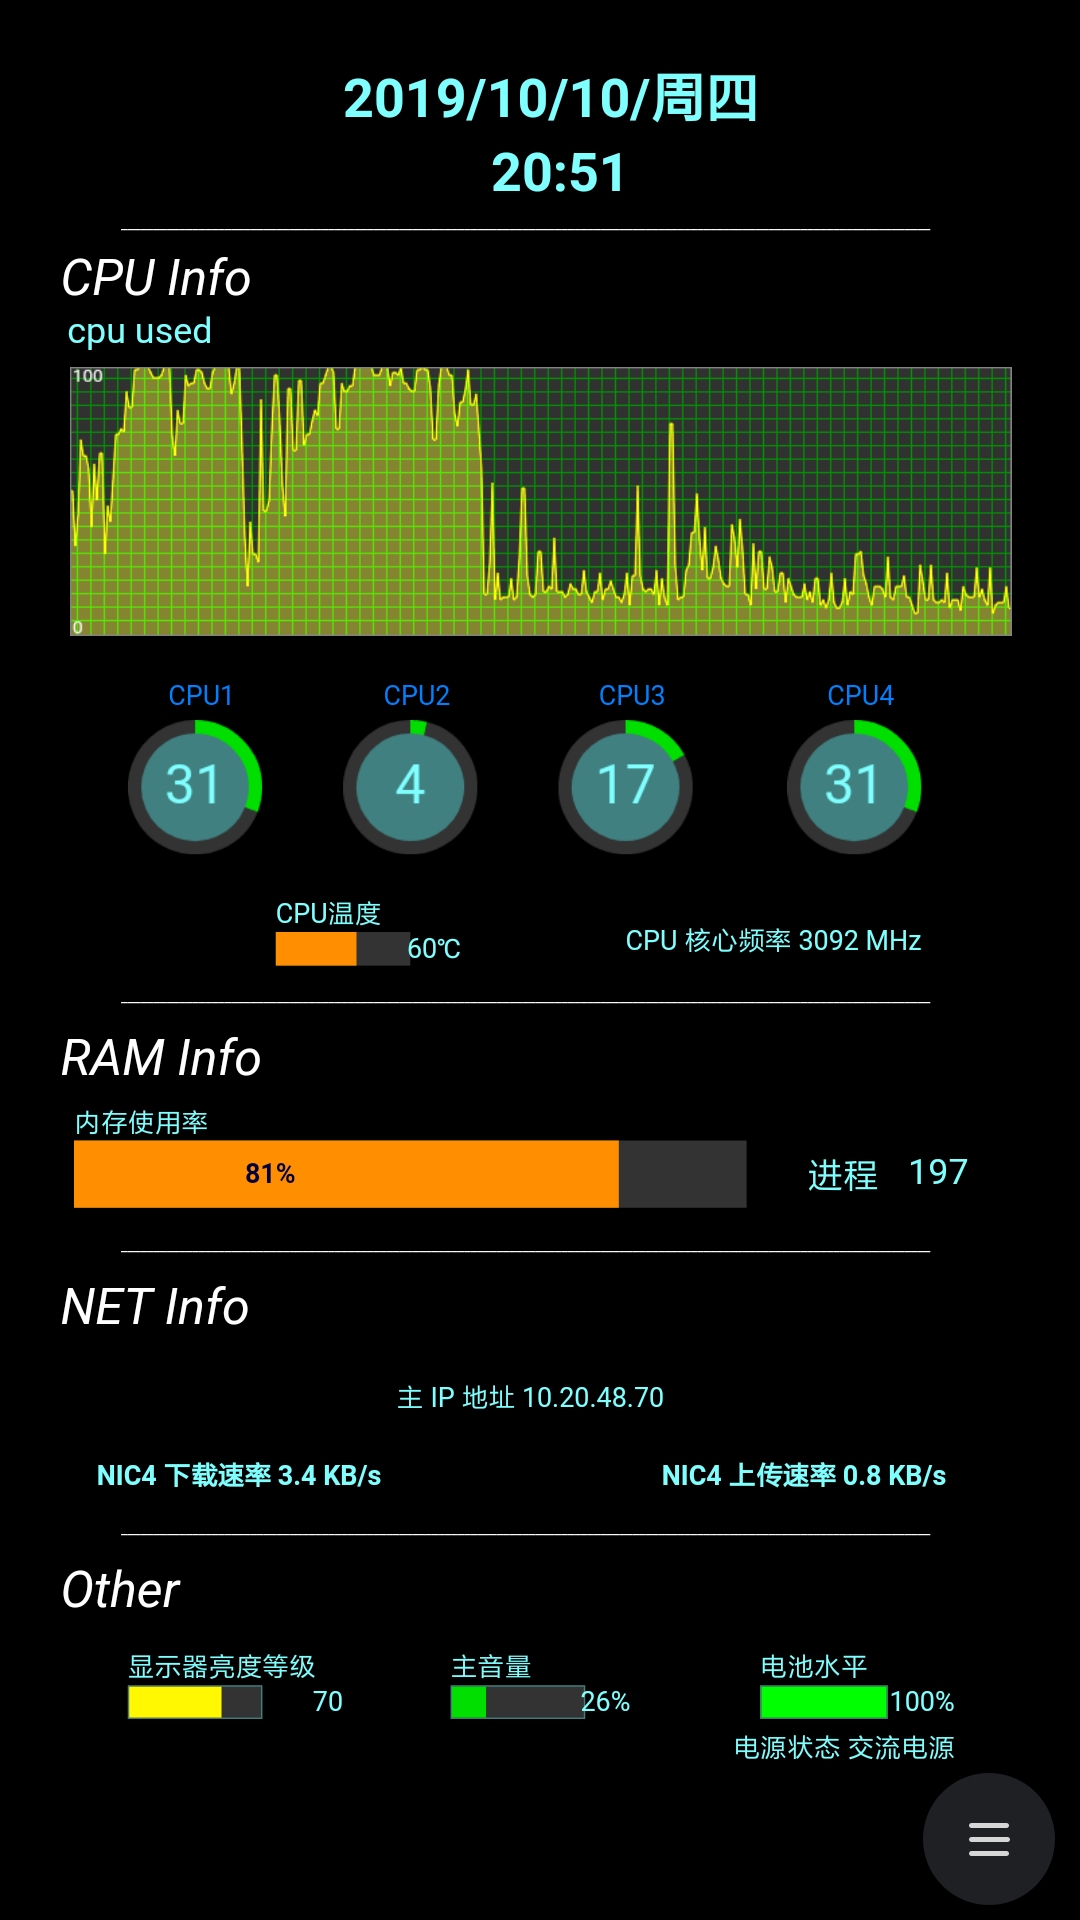 2019/10/10/周四
20:51
CPU Info
cpu used
100
0
CPU1 CPU2 CPU3 CPU4
31 4 17 31
CPU温度
60℃
CPU 核心频率 3092 MHz
RAM Info
内存使用率
81%
进程 197
NET Info
主 IP 地址 10.20.48.70
NIC4 下载速率 3.4 KB/s NIC4 上传速率 0.8 KB/s
Other
显示器亮度等级 主音量 电池水平
70 26% 100%
电源状态 交流电源